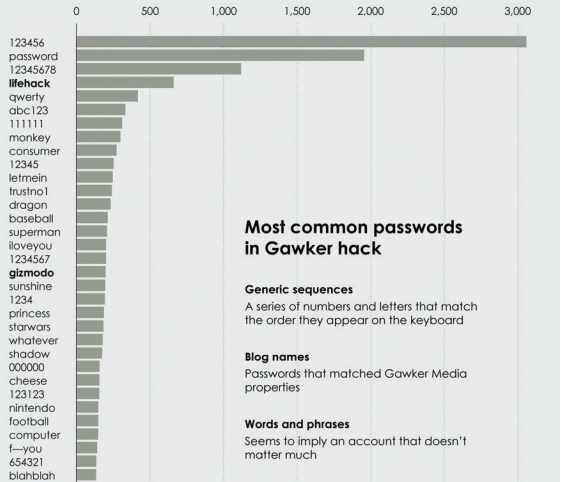 0 500 1,000 1,500 2,000 2,500 3,000
123456
password
12345678
lifehack
qwerty
abc123
111111
monkey
consumer
12345
letmein
trustno1
dragon
baseball
superman
iloveyou
1234567
gizmodo
sunshine
1234
princess
starwars
whatever
shadow
000000
cheese
123123
nintendo
football
computer
f---you
654321
blahblah
Most common passwords
in Gawker hack
Generic sequences
A series of numbers and letters that match
the order they appear on the keyboard
Blog names
Passwords that matched Gawker Media
properties
Words and phrases
Seems to imply an account that doesn't
matter much